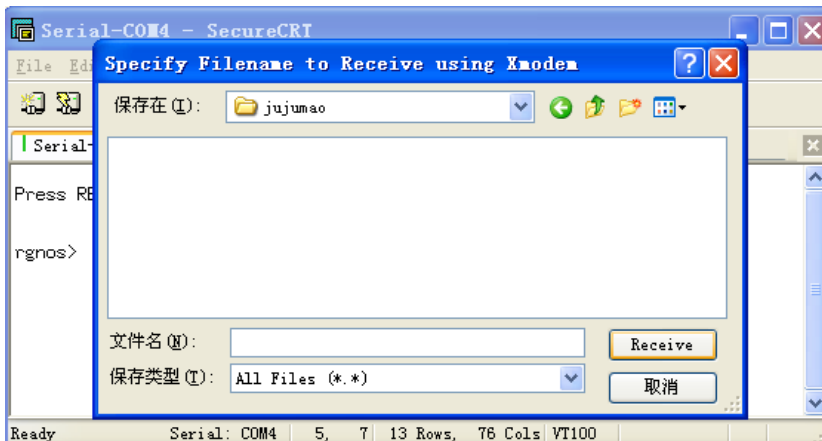 Serial-COM4 - SecureCRT
Specify Filename to Receive using Xmodem
File Edi
保存在(I):
jujumao
Serial-
Press RE
rgnos>
文件名(N):
Receive
保存类型(T):
All Files (*.*)
取消
Ready
Serial: COM4
5, 7
13 Rows, 76 Cols
VT100